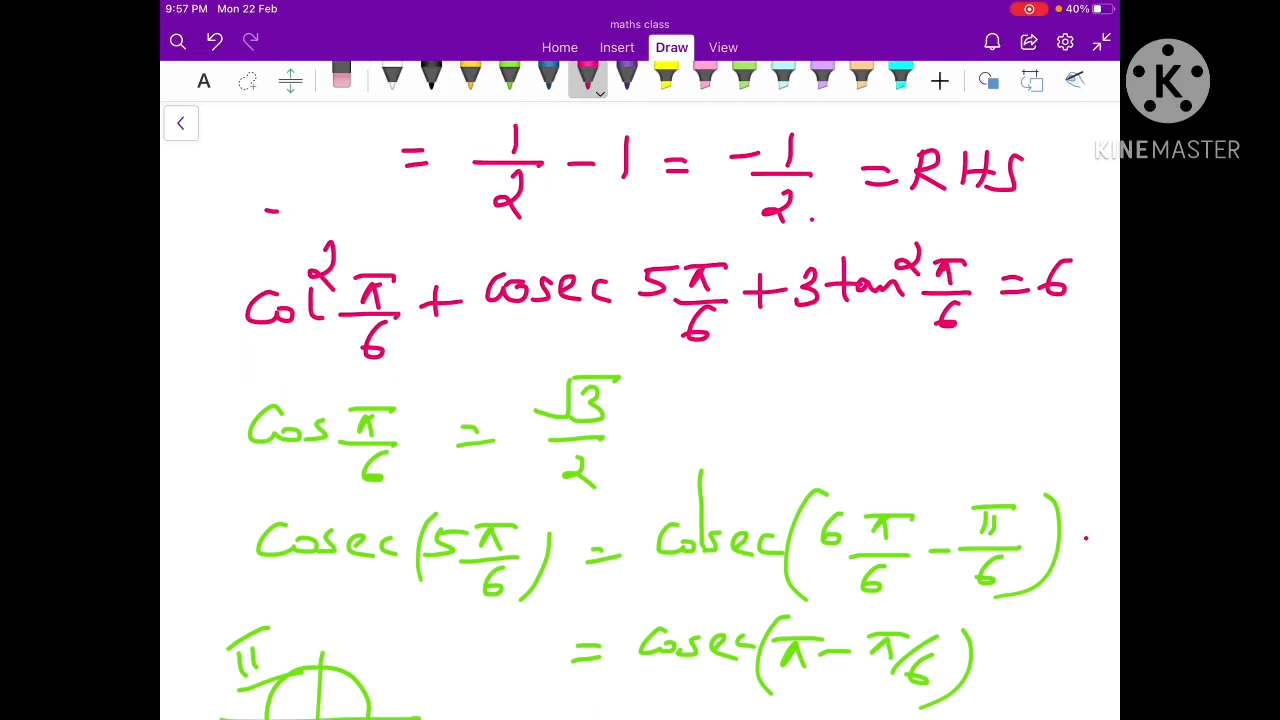 9:57 PM Mon 22 Feb
40%
maths class
Home Insert Draw View
KINEMASTER
K
A
= 1/2 - 1 = -1/2 = RHS
cot² π/6 + cosec 5π/6 + 3 tan² π/6 = 6
Cos π/6 = √3/2
Cosec (5π/6) = Cosec (6π/6 - π/6)
= cosec (π - π/6)
π